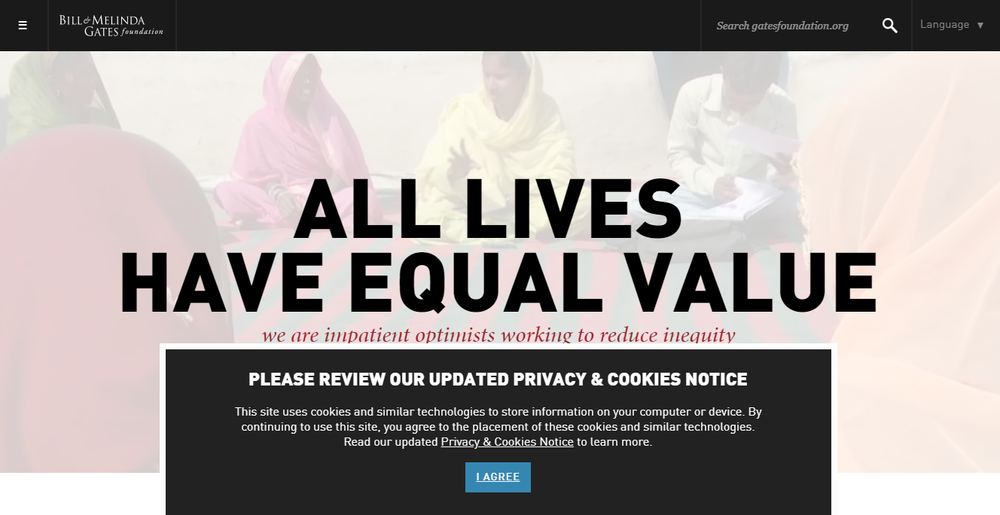 ☰
BILL & MELINDA
GATES foundation
Search gatesfoundation.org
Language ▼
ALL LIVES
HAVE EQUAL VALUE
we are impatient optimists working to reduce inequity
PLEASE REVIEW OUR UPDATED PRIVACY & COOKIES NOTICE
This site uses cookies and similar technologies to store information on your computer or device. By
continuing to use this site, you agree to the placement of these cookies and similar technologies.
Read our updated Privacy & Cookies Notice to learn more.
I AGREE